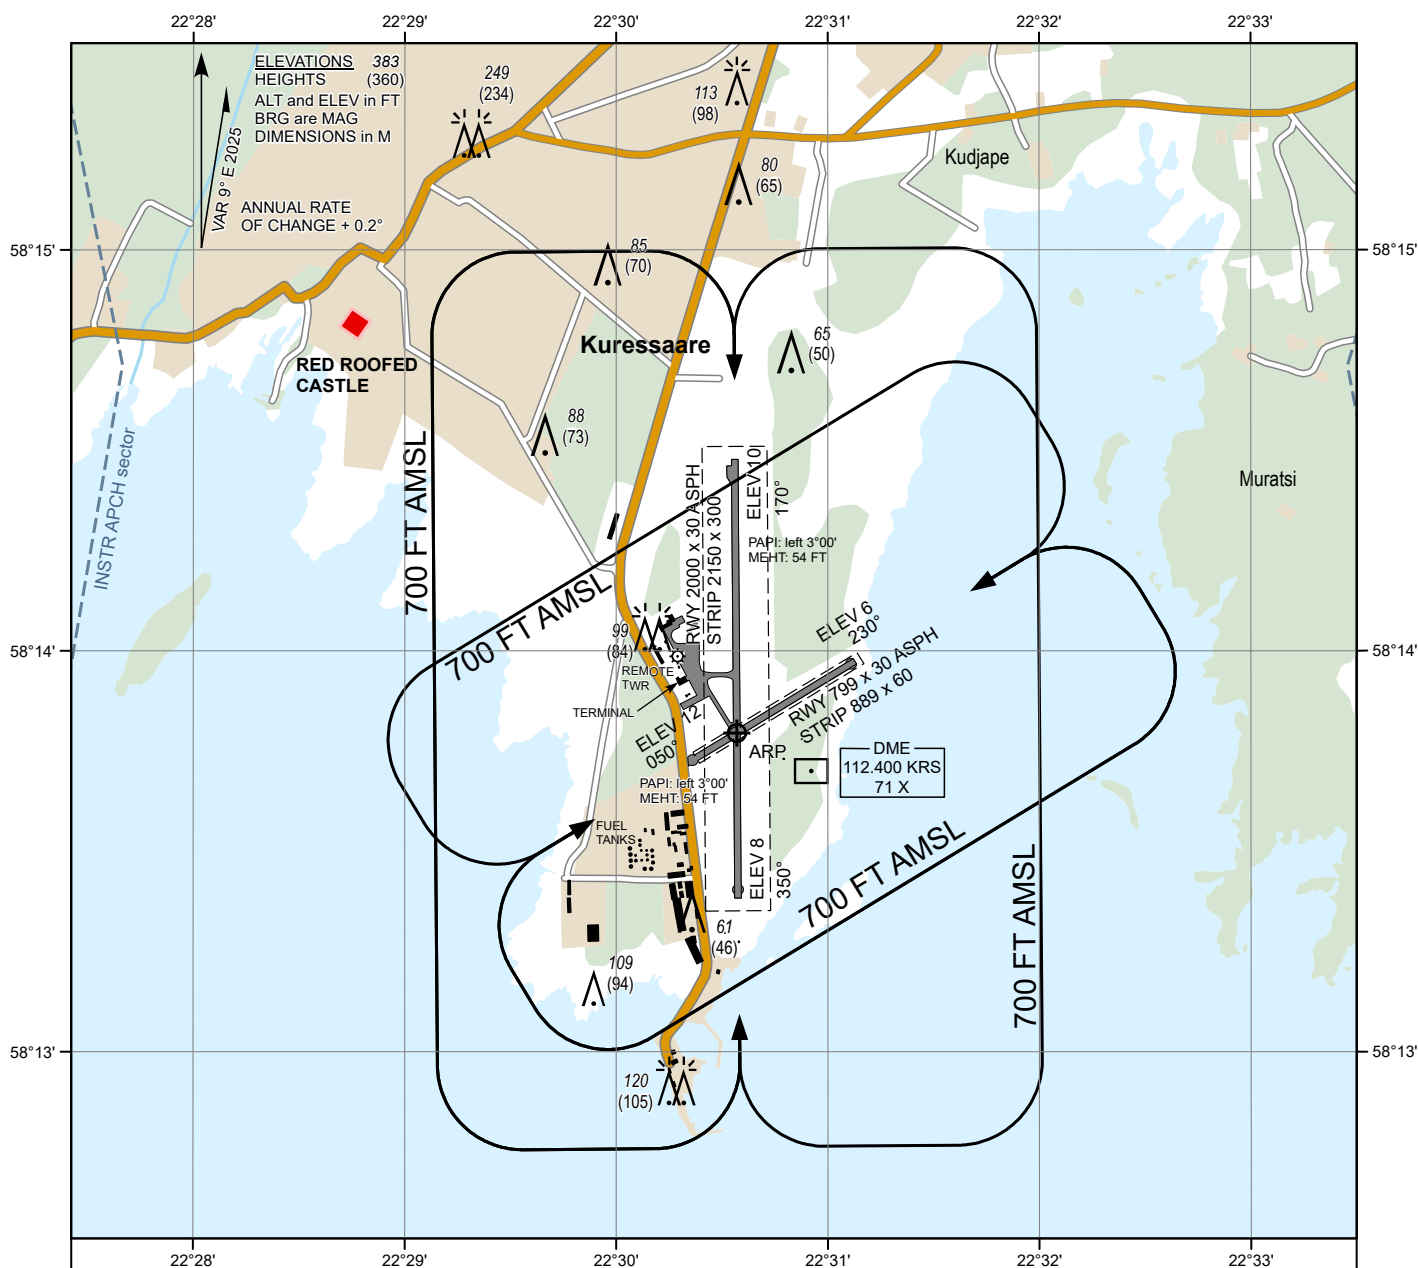 22°28'
22°29'
22°30'
22°31'
22°32'
22°33'
ELEVATIONS 383
HEIGHTS (360)
ALT and ELEV in FT
BRG are MAG
DIMENSIONS in M
VAR 9° E 2025
ANNUAL RATE
OF CHANGE + 0.2°
249
(234)
113
(98)
80
(65)
Kudjape
58°15'
58°15'
85
(70)
Kuressaare
65
(50)
RED ROOFED
CASTLE
88
(73)
INSTR APCH sector
700 FT AMSL
Muratsi
RWY 2000 x 30 ASPH
STRIP 2150 x 300
ELEV 10
170°
PAPI: left 3°00'
MEHT: 54 FT
700 FT AMSL
99
(84)
REMOTE
TWR
TERMINAL
58°14'
58°14'
ELEV 6
230°
RWY 799 x 30 ASPH
STRIP 889 x 60
ELEV 12
050°
ARP
DME
112.400 KRS
71 X
PAPI: left 3°00'
MEHT: 54 FT
FUEL
TANKS
ELEV 8
350°
700 FT AMSL
700 FT AMSL
61
(46)
109
(94)
58°13'
58°13'
120
(105)
22°28'
22°29'
22°30'
22°31'
22°32'
22°33'